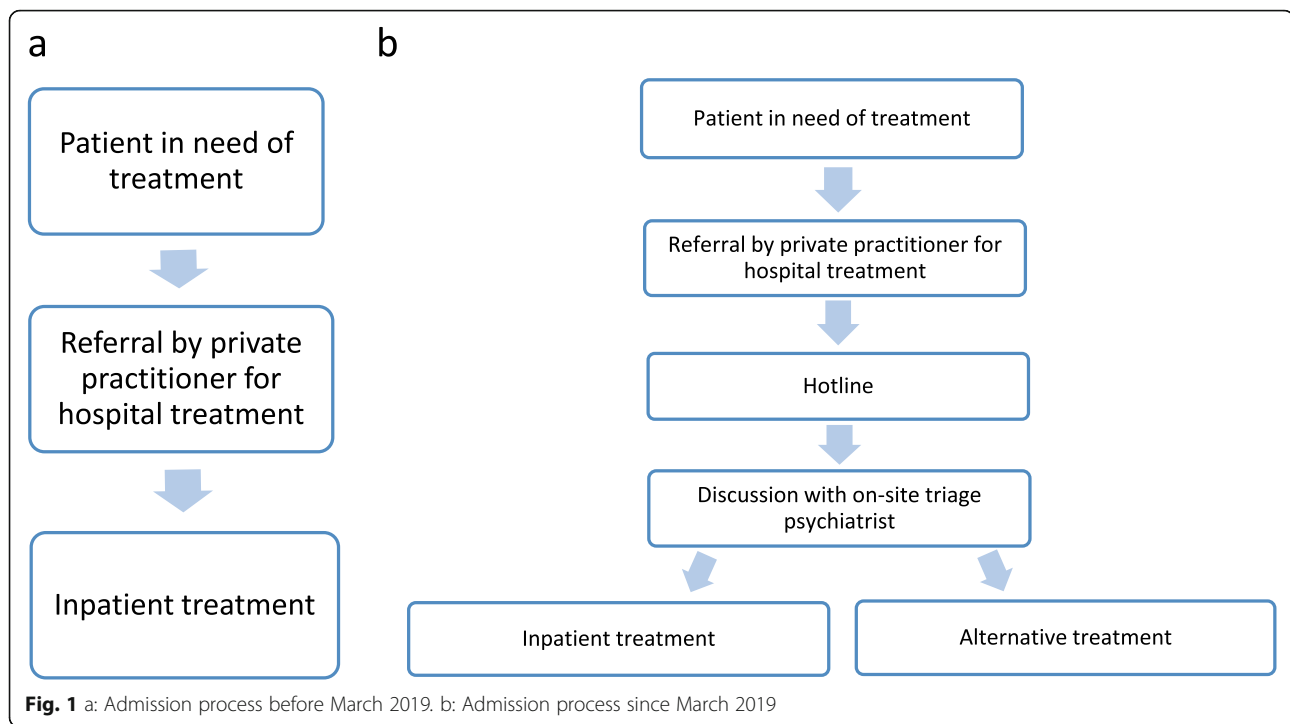 a
Patient in need of
treatment
Referral by private
practitioner for
hospital treatment
Inpatient treatment
b
Patient in need of treatment
Referral by private practitioner for
hospital treatment
Hotline
Discussion with on-site triage
psychiatrist
Inpatient treatment
Alternative treatment
Fig. 1 a: Admission process before March 2019. b: Admission process since March 2019